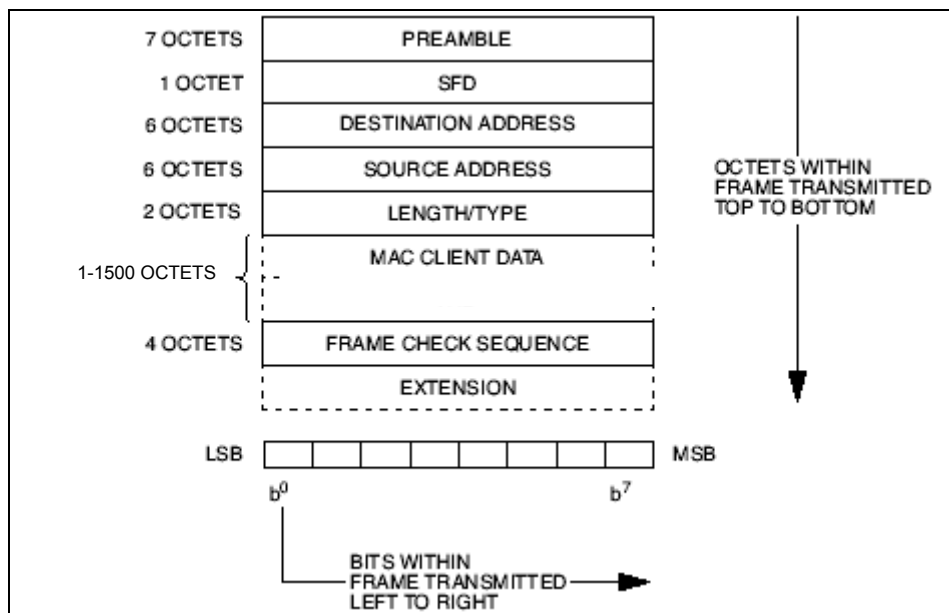 7 OCTETS PREAMBLE
1 OCTET SFD
6 OCTETS DESTINATION ADDRESS
6 OCTETS SOURCE ADDRESS
2 OCTETS LENGTH/TYPE
MAC CLIENT DATA
1-1500 OCTETS
4 OCTETS FRAME CHECK SEQUENCE
EXTENSION
OCTETS WITHIN
FRAME TRANSMITTED
TOP TO BOTTOM
LSB MSB
b0 b7
BITS WITHIN
FRAME TRANSMITTED
LEFT TO RIGHT